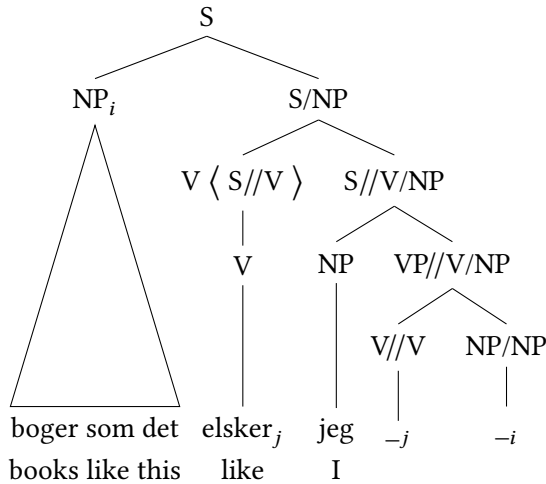 S
NP_i S/NP
V ⟨ S//V ⟩ S//V/NP
V NP VP//V/NP
V//V NP/NP
boger som det elsker_j jeg −_j −_i
books like this like I